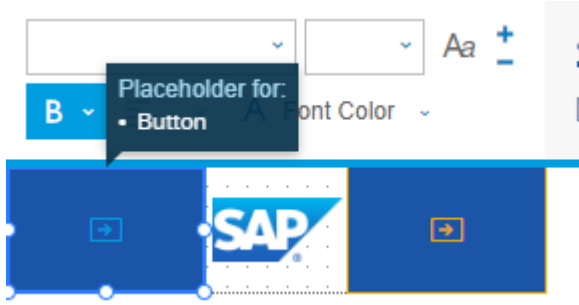 Aa
Placeholder for:
• Button
B
A Font Color
SAP®